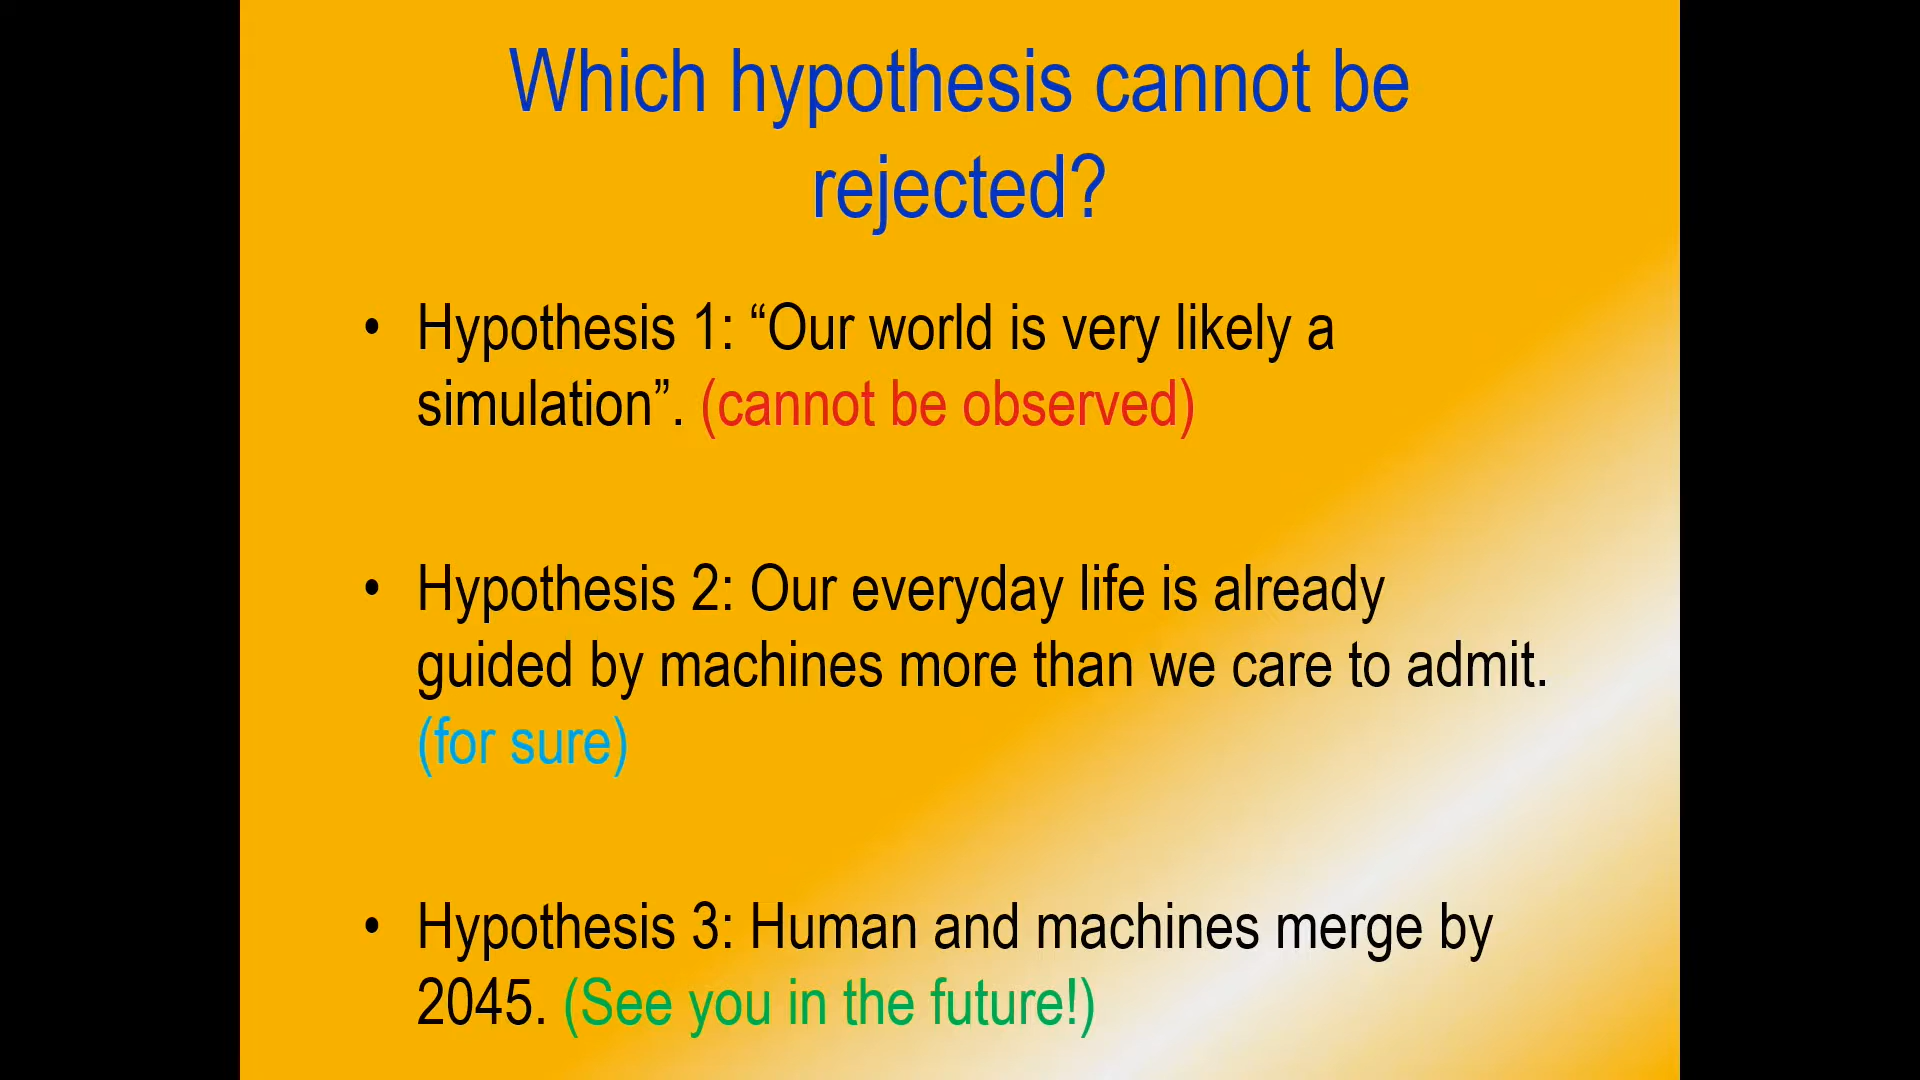 Which hypothesis cannot be
rejected?
• Hypothesis 1: “Our world is very likely a
simulation”. (cannot be observed)
• Hypothesis 2: Our everyday life is already
guided by machines more than we care to admit.
(for sure)
• Hypothesis 3: Human and machines merge by
2045. (See you in the future!)